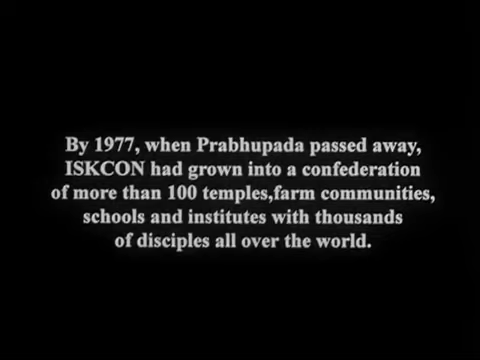 By 1977, when Prabhupada passed away,
ISKCON had grown into a confederation
of more than 100 temples,farm communities,
schools and institutes with thousands
of disciples all over the world.